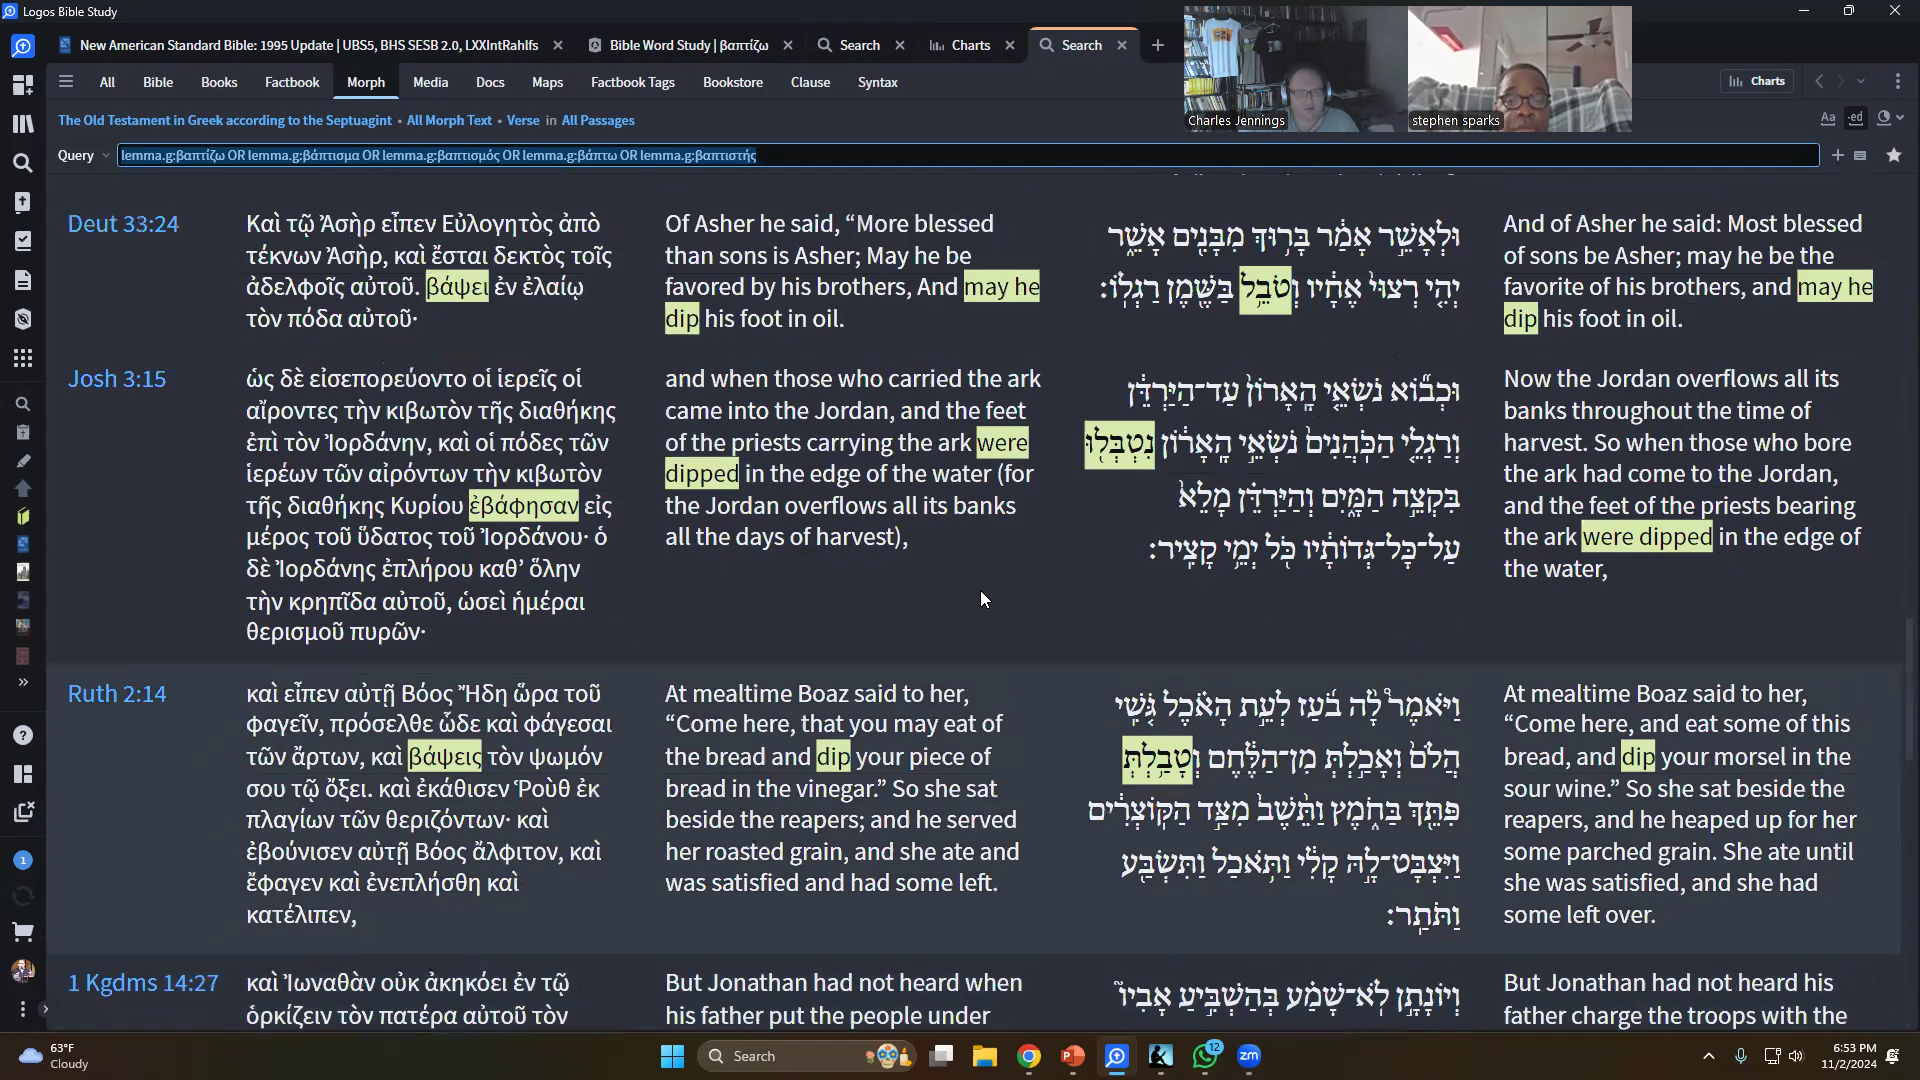 Logos Bible Study
New American Standard Bible: 1995 Update | UBS5, BHS SESB 2.0, LXXIntRahlfs
Bible Word Study | βαπτίζω
Search
Charts
Search
All
Bible
Books
Factbook
Morph
Media
Docs
Maps
Factbook Tags
Bookstore
Clause
Syntax
Charts
Charles Jennings
stephen sparks
The Old Testament in Greek according to the Septuagint • All Morph Text • Verse in All Passages
Aa
Query
lemma.g:βαπτίζω OR lemma.g:βάπτισμα OR lemma.g:βαπτισμός OR lemma.g:βάπτω OR lemma.g:βαπτιστής
Deut 33:24
Καὶ τῷ Ἀσὴρ εἶπεν Εὐλογητὸς ἀπὸ
τέκνων Ἀσὴρ, καὶ ἔσται δεκτὸς τοῖς
ἀδελφοῖς αὐτοῦ. βάψει ἐν ἐλαίῳ
τὸν πόδα αὐτοῦ·
Of Asher he said, “More blessed
than sons is Asher; May he be
favored by his brothers, And may he
dip his foot in oil.
וּלְאָשֵׁ֣ר אָמַ֔ר בָּר֥וּךְ מִבָּנִ֖ים אָשֵׁ֑ר
יְהִ֤י רְצוּי֙ אֶחָ֔יו וְטֹבֵ֥ל בַּשֶּׁ֖מֶן רַגְלֽוֹ׃
And of Asher he said: Most blessed
of sons be Asher; may he be the
favorite of his brothers, and may he
dip his foot in oil.
Josh 3:15
ὡς δὲ εἰσεπορεύοντο οἱ ἱερεῖς οἱ
αἴροντες τὴν κιβωτὸν τῆς διαθήκης
ἐπὶ τὸν Ἰορδάνην, καὶ οἱ πόδες τῶν
ἱερέων τῶν αἰρόντων τὴν κιβωτὸν
τῆς διαθήκης Κυρίου ἐβάφησαν εἰς
μέρος τοῦ ὕδατος τοῦ Ἰορδάνου· ὁ
δὲ Ἰορδάνης ἐπλήρου καθʼ ὅλην
τὴν κρηπῖδα αὐτοῦ, ὡσεὶ ἡμέραι
θερισμοῦ πυρῶν·
and when those who carried the ark
came into the Jordan, and the feet
of the priests carrying the ark were
dipped in the edge of the water (for
the Jordan overflows all its banks
all the days of harvest),
וּכְב֞וֹא נֹשְׂאֵ֤י הָֽאָרוֹן֙ עַד־הַיַּרְדֵּ֔ן
וְרַגְלֵ֤י הַכֹּֽהֲנִים֙ נֹשְׂאֵ֣י הָֽאָר֔וֹן נִטְבְּל֖וּ
בִּקְצֵ֣ה הַמָּ֑יִם וְהַיַּרְדֵּ֗ן מָלֵא֙
עַל־כָּל־גְּדוֹתָ֔יו כֹּ֖ל יְמֵ֥י קָצִֽיר׃
Now the Jordan overflows all its
banks throughout the time of
harvest. So when those who bore
the ark had come to the Jordan,
and the feet of the priests bearing
the ark were dipped in the edge of
the water,
Ruth 2:14
καὶ εἶπεν αὐτῇ Βόος Ἤδη ὥρα τοῦ
φαγεῖν, πρόσελθε ὧδε καὶ φάγεσαι
τῶν ἄρτων, καὶ βάψεις τὸν ψωμόν
σου τῷ ὄξει. καὶ ἐκάθισεν Ῥοὺθ ἐκ
πλαγίων τῶν θεριζόντων· καὶ
ἐβούνισεν αὐτῇ Βόος ἄλφιτον, καὶ
ἔφαγεν καὶ ἐνεπλήσθη καὶ
κατέλιπεν,
At mealtime Boaz said to her,
“Come here, that you may eat of
the bread and dip your piece of
bread in the vinegar.” So she sat
beside the reapers; and he served
her roasted grain, and she ate and
was satisfied and had some left.
וַיֹּאמֶר֩ לָ֨ה בֹ֜עַז לְעֵ֣ת הָאֹ֗כֶל גֹּ֤שִֽׁי
הֲלֹם֙ וְאָכַ֣לְתְּ מִן־הַלֶּ֔חֶם וְטָבַ֥לְתְּ
פִּתֵּ֖ךְ בַּחֹ֑מֶץ וַתֵּ֙שֶׁב֙ מִצַּ֣ד הַקּֽוֹצְרִ֔ים
וַיִּצְבָּט־לָ֣הּ קָלִ֔י וַתֹּ֥אכַל וַתִּשְׂבַּ֖ע
וַתֹּתַֽר׃
At mealtime Boaz said to her,
“Come here, and eat some of this
bread, and dip your morsel in the
sour wine.” So she sat beside the
reapers, and he heaped up for her
some parched grain. She ate until
she was satisfied, and she had
some left over.
1 Kgdms 14:27
καὶ Ἰωναθὰν οὐκ ἀκηκόει ἐν τῷ
ὁρκίζειν τὸν πατέρα αὐτοῦ τὸν
But Jonathan had not heard when
his father put the people under
וְיוֹנָתָ֣ן לֹֽא־שָׁמַ֗ע בְּהַשְׁבִּ֣יעַ אָבִיו֮
But Jonathan had not heard his
father charge the troops with the
1
63°F
Cloudy
Search
12
zm
6:53 PM
11/2/2024